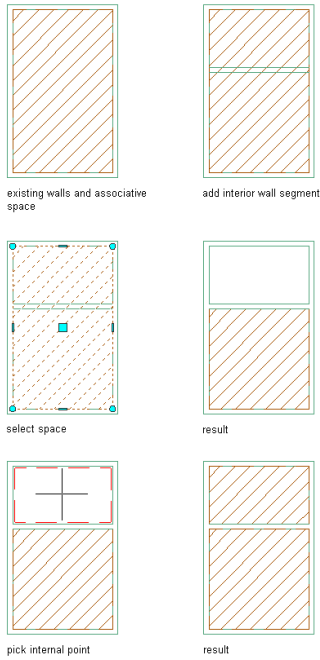 existing walls and associative
space
add interior wall segment
select space
result
pick internal point
result